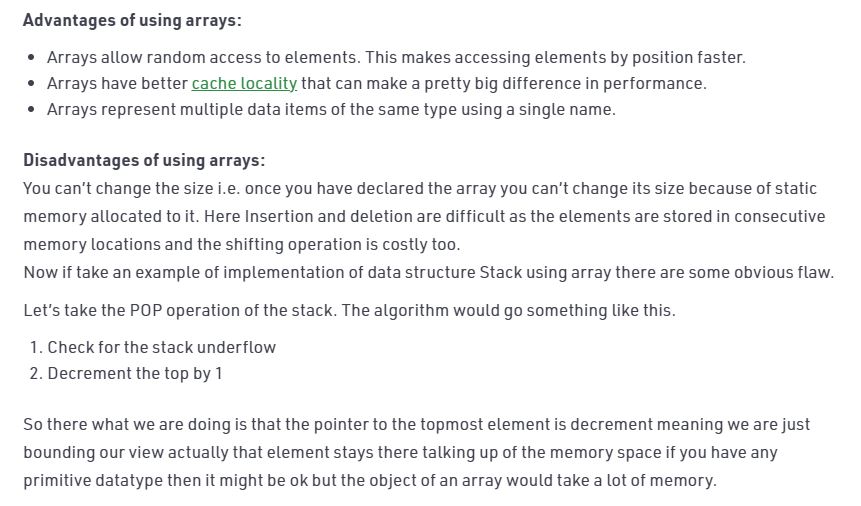 Advantages of using arrays:
• Arrays allow random access to elements. This makes accessing elements by position faster.
• Arrays have better cache locality that can make a pretty big difference in performance.
• Arrays represent multiple data items of the same type using a single name.
Disadvantages of using arrays:
You can't change the size i.e. once you have declared the array you can't change its size because of static
memory allocated to it. Here Insertion and deletion are difficult as the elements are stored in consecutive
memory locations and the shifting operation is costly too.
Now if take an example of implementation of data structure Stack using array there are some obvious flaw.
Let's take the POP operation of the stack. The algorithm would go something like this.
1. Check for the stack underflow
2. Decrement the top by 1
So there what we are doing is that the pointer to the topmost element is decrement meaning we are just
bounding our view actually that element stays there talking up of the memory space if you have any
primitive datatype then it might be ok but the object of an array would take a lot of memory.